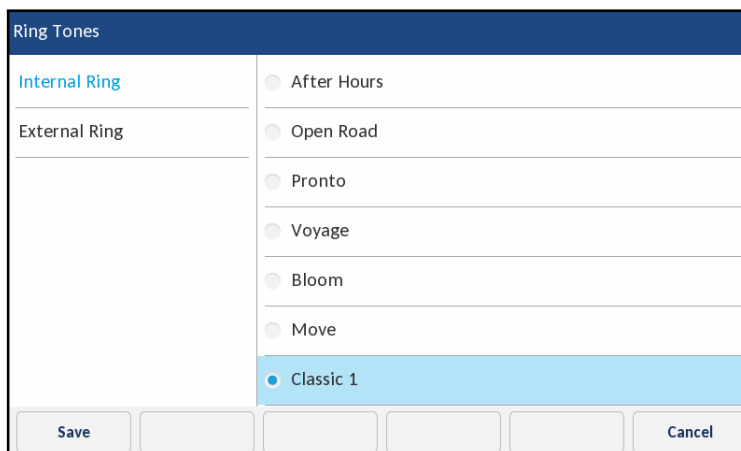 Ring Tones
Internal Ring
External Ring
After Hours
Open Road
Pronto
Voyage
Bloom
Move
Classic 1
Save
Cancel